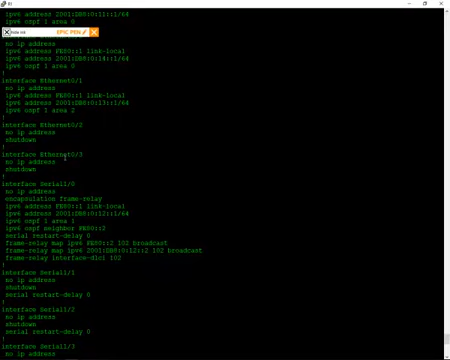 R1
ipv6 address 2001:DB8:0:11::1/64
ipv6 ospf 1 area 0
Hide Ink
EPIC PEN
no ip address
ipv6 address FE80::1 link-local
ipv6 address 2001:DB8:0:14::1/64
ipv6 ospf 1 area 0
!
interface Ethernet0/1
no ip address
ipv6 address FE80::1 link-local
ipv6 address 2001:DB8:0:13::1/64
ipv6 ospf 1 area 2
!
interface Ethernet0/2
no ip address
shutdown
!
interface Ethernet0/3
no ip address
shutdown
!
interface Serial1/0
no ip address
encapsulation frame-relay
ipv6 address FE80::1 link-local
ipv6 address 2001:DB8:0:12::1/64
ipv6 ospf 1 area 1
ipv6 ospf neighbor FE80::2
serial restart-delay 0
frame-relay map ipv6 FE80::2 102 broadcast
frame-relay map ipv6 2001:DB8:0:12::2 102 broadcast
frame-relay interface-dlci 102
!
interface Serial1/1
no ip address
shutdown
serial restart-delay 0
!
interface Serial1/2
no ip address
shutdown
serial restart-delay 0
!
interface Serial1/3
no ip address